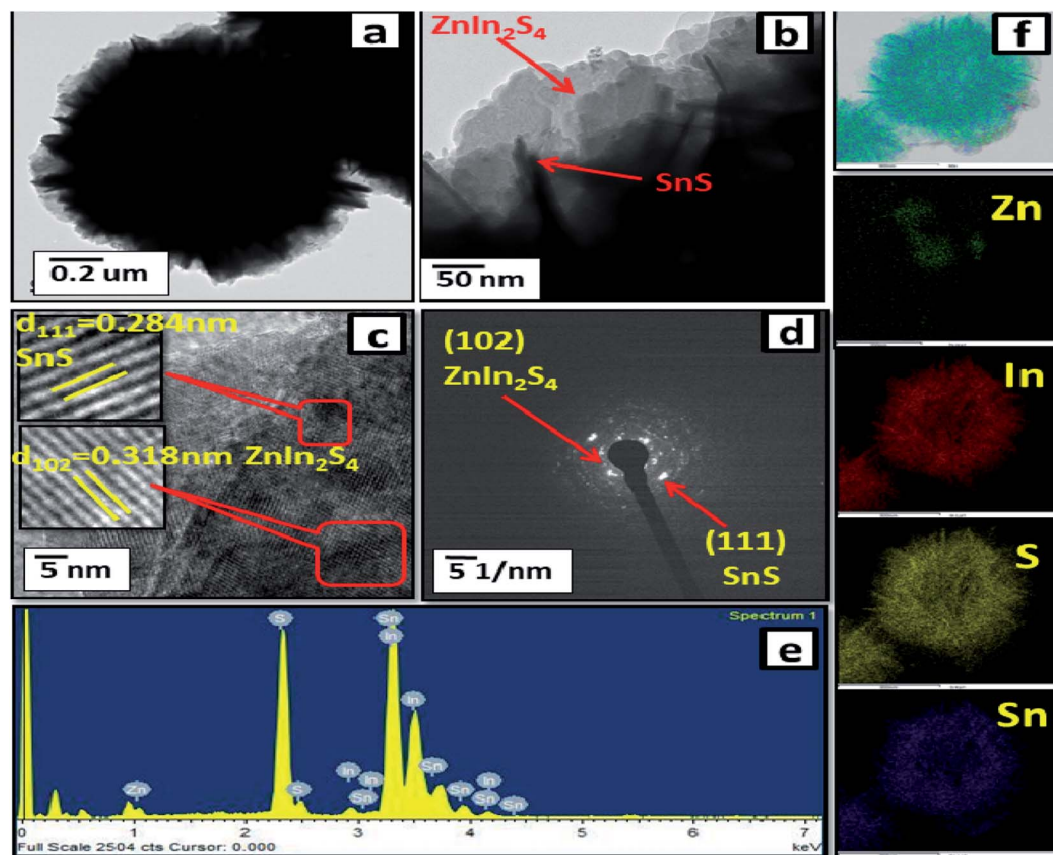 a
0.2 um
ZnIn₂S₄
b
SnS
50 nm
d₁₁₁=0.284nm
SnS
c
d₁₀₂=0.318nm ZnIn₂S₄
5 nm
d
(102)
ZnIn₂S₄
(111)
SnS
5 1/nm
Spectrum 1
e
S
Sn
In
In
Sn
Zn
S
In
In
Sn
Sn
In
Sn
Sn
0 1 2 3 4 5 6 7
Full Scale 2504 cts Cursor: 0.000
keV
f
Zn
In
S
Sn